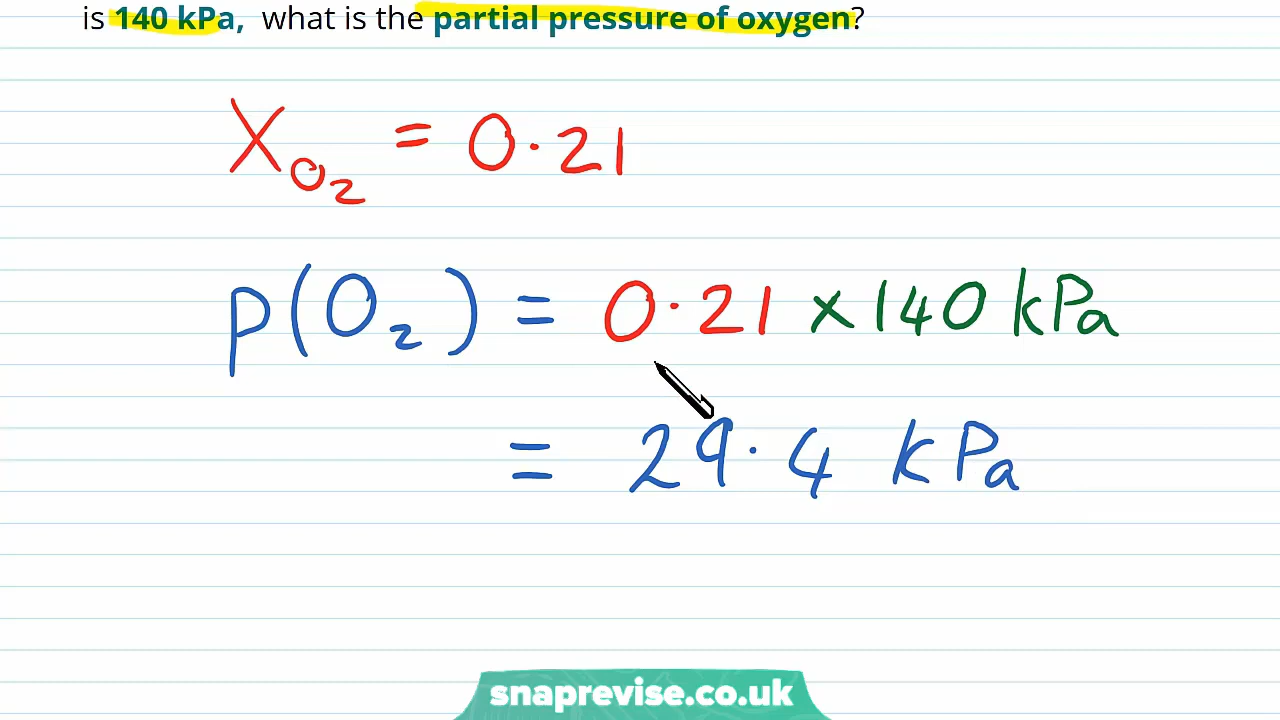 is 140 kPa, what is the partial pressure of oxygen?
X O₂ = 0.21
p(O₂) = 0.21 × 140 kPa
= 29.4 kPa
snaprevise.co.uk